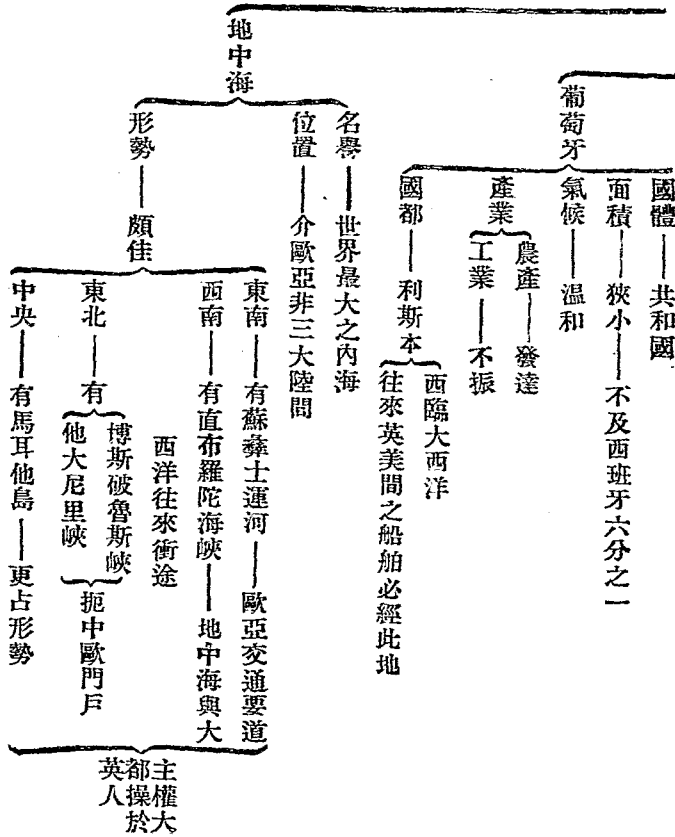 葡萄牙
國體——共和國
面積——狹小——不及西班牙六分之一
氣候——溫和
產業
農產——發達
工業——不振
國都——利斯本
西臨大西洋
往來英美間之船舶必經此地
地中海
名譽——世界最大之內海
位置——介歐亞非三大陸間
形勢——頗佳
東南——有蘇彝士運河——歐亞交通要道
西南——有直布羅陀海峽——地中海與大
西洋往來衝途
東北——有
博斯破魯斯峽
他大尼里峽
扼中歐門戶
中央——有馬耳他島——更占形勢
主權大
都操於
英人